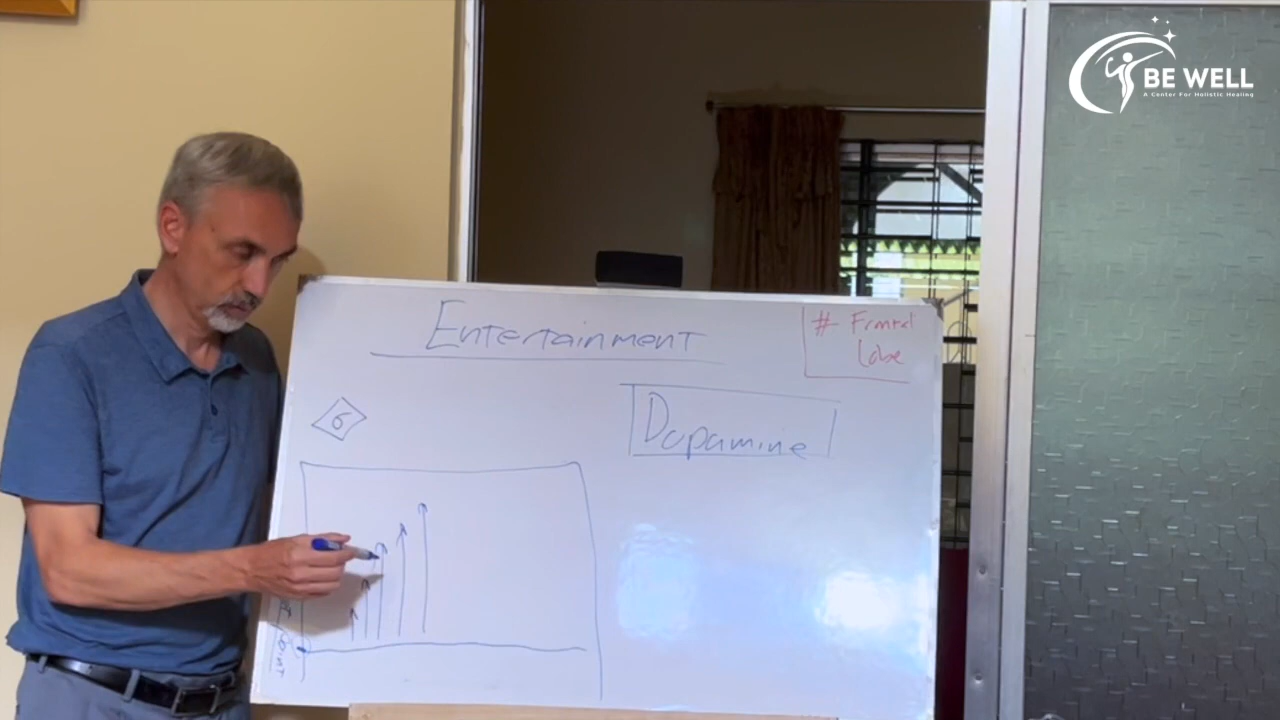 BE WELL
A Center For Holistic Healing
Entertainment
# Frontal
Lobe
6
Dopamine